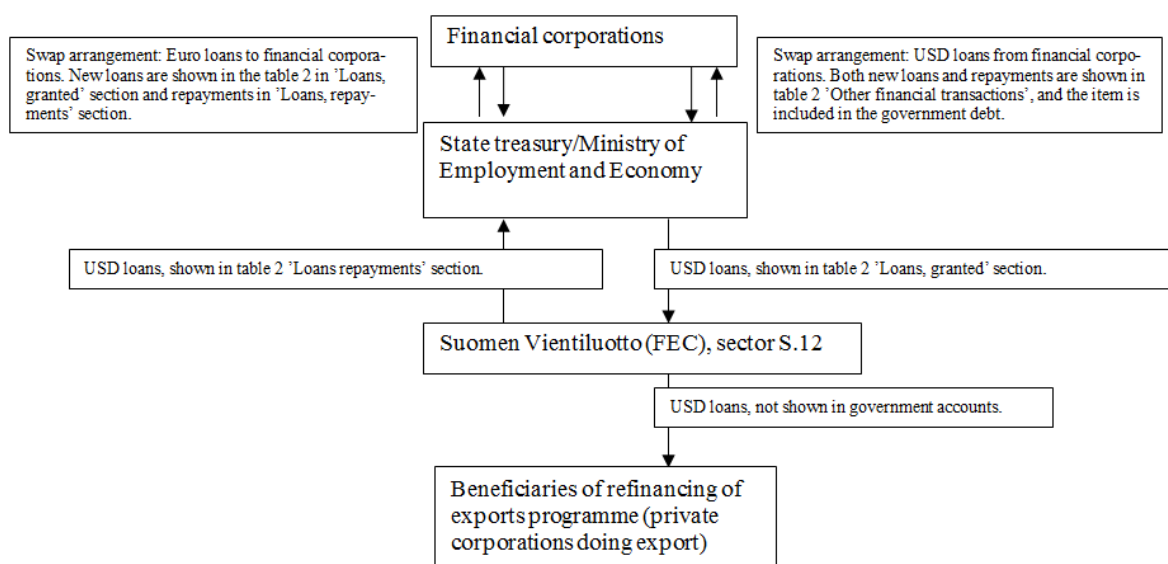 Financial corporations
Swap arrangement: Euro loans to financial corpora-
tions. New loans are shown in the table 2 in ’Loans,
granted’ section and repayments in ’Loans, repay-
ments’ section.
Swap arrangement: USD loans from financial corpo-
rations. Both new loans and repayments are shown in
table 2 ’Other financial transactions’, and the item is
included in the government debt.
State treasury/Ministry of
Employment and Economy
USD loans, shown in table 2 ’Loans repayments’ section.
USD loans, shown in table 2 ’Loans, granted’ section.
Suomen Vientiluotto (FEC), sector S.12
USD loans, not shown in government accounts.
Beneficiaries of refinancing of
exports programme (private
corporations doing export)